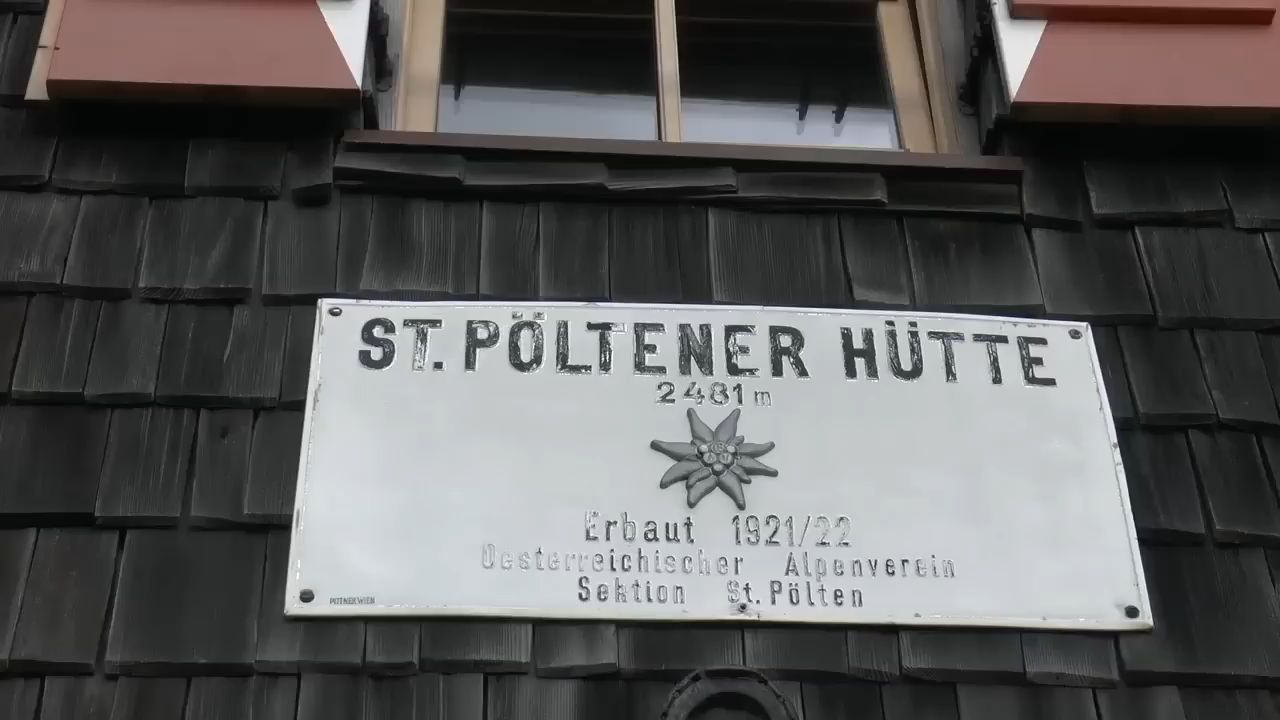 ST. PÖLTENER HÜTTE
2481 m
Erbaut 1921/22
Oesterreichischer Alpenverein
Sektion St. Pölten